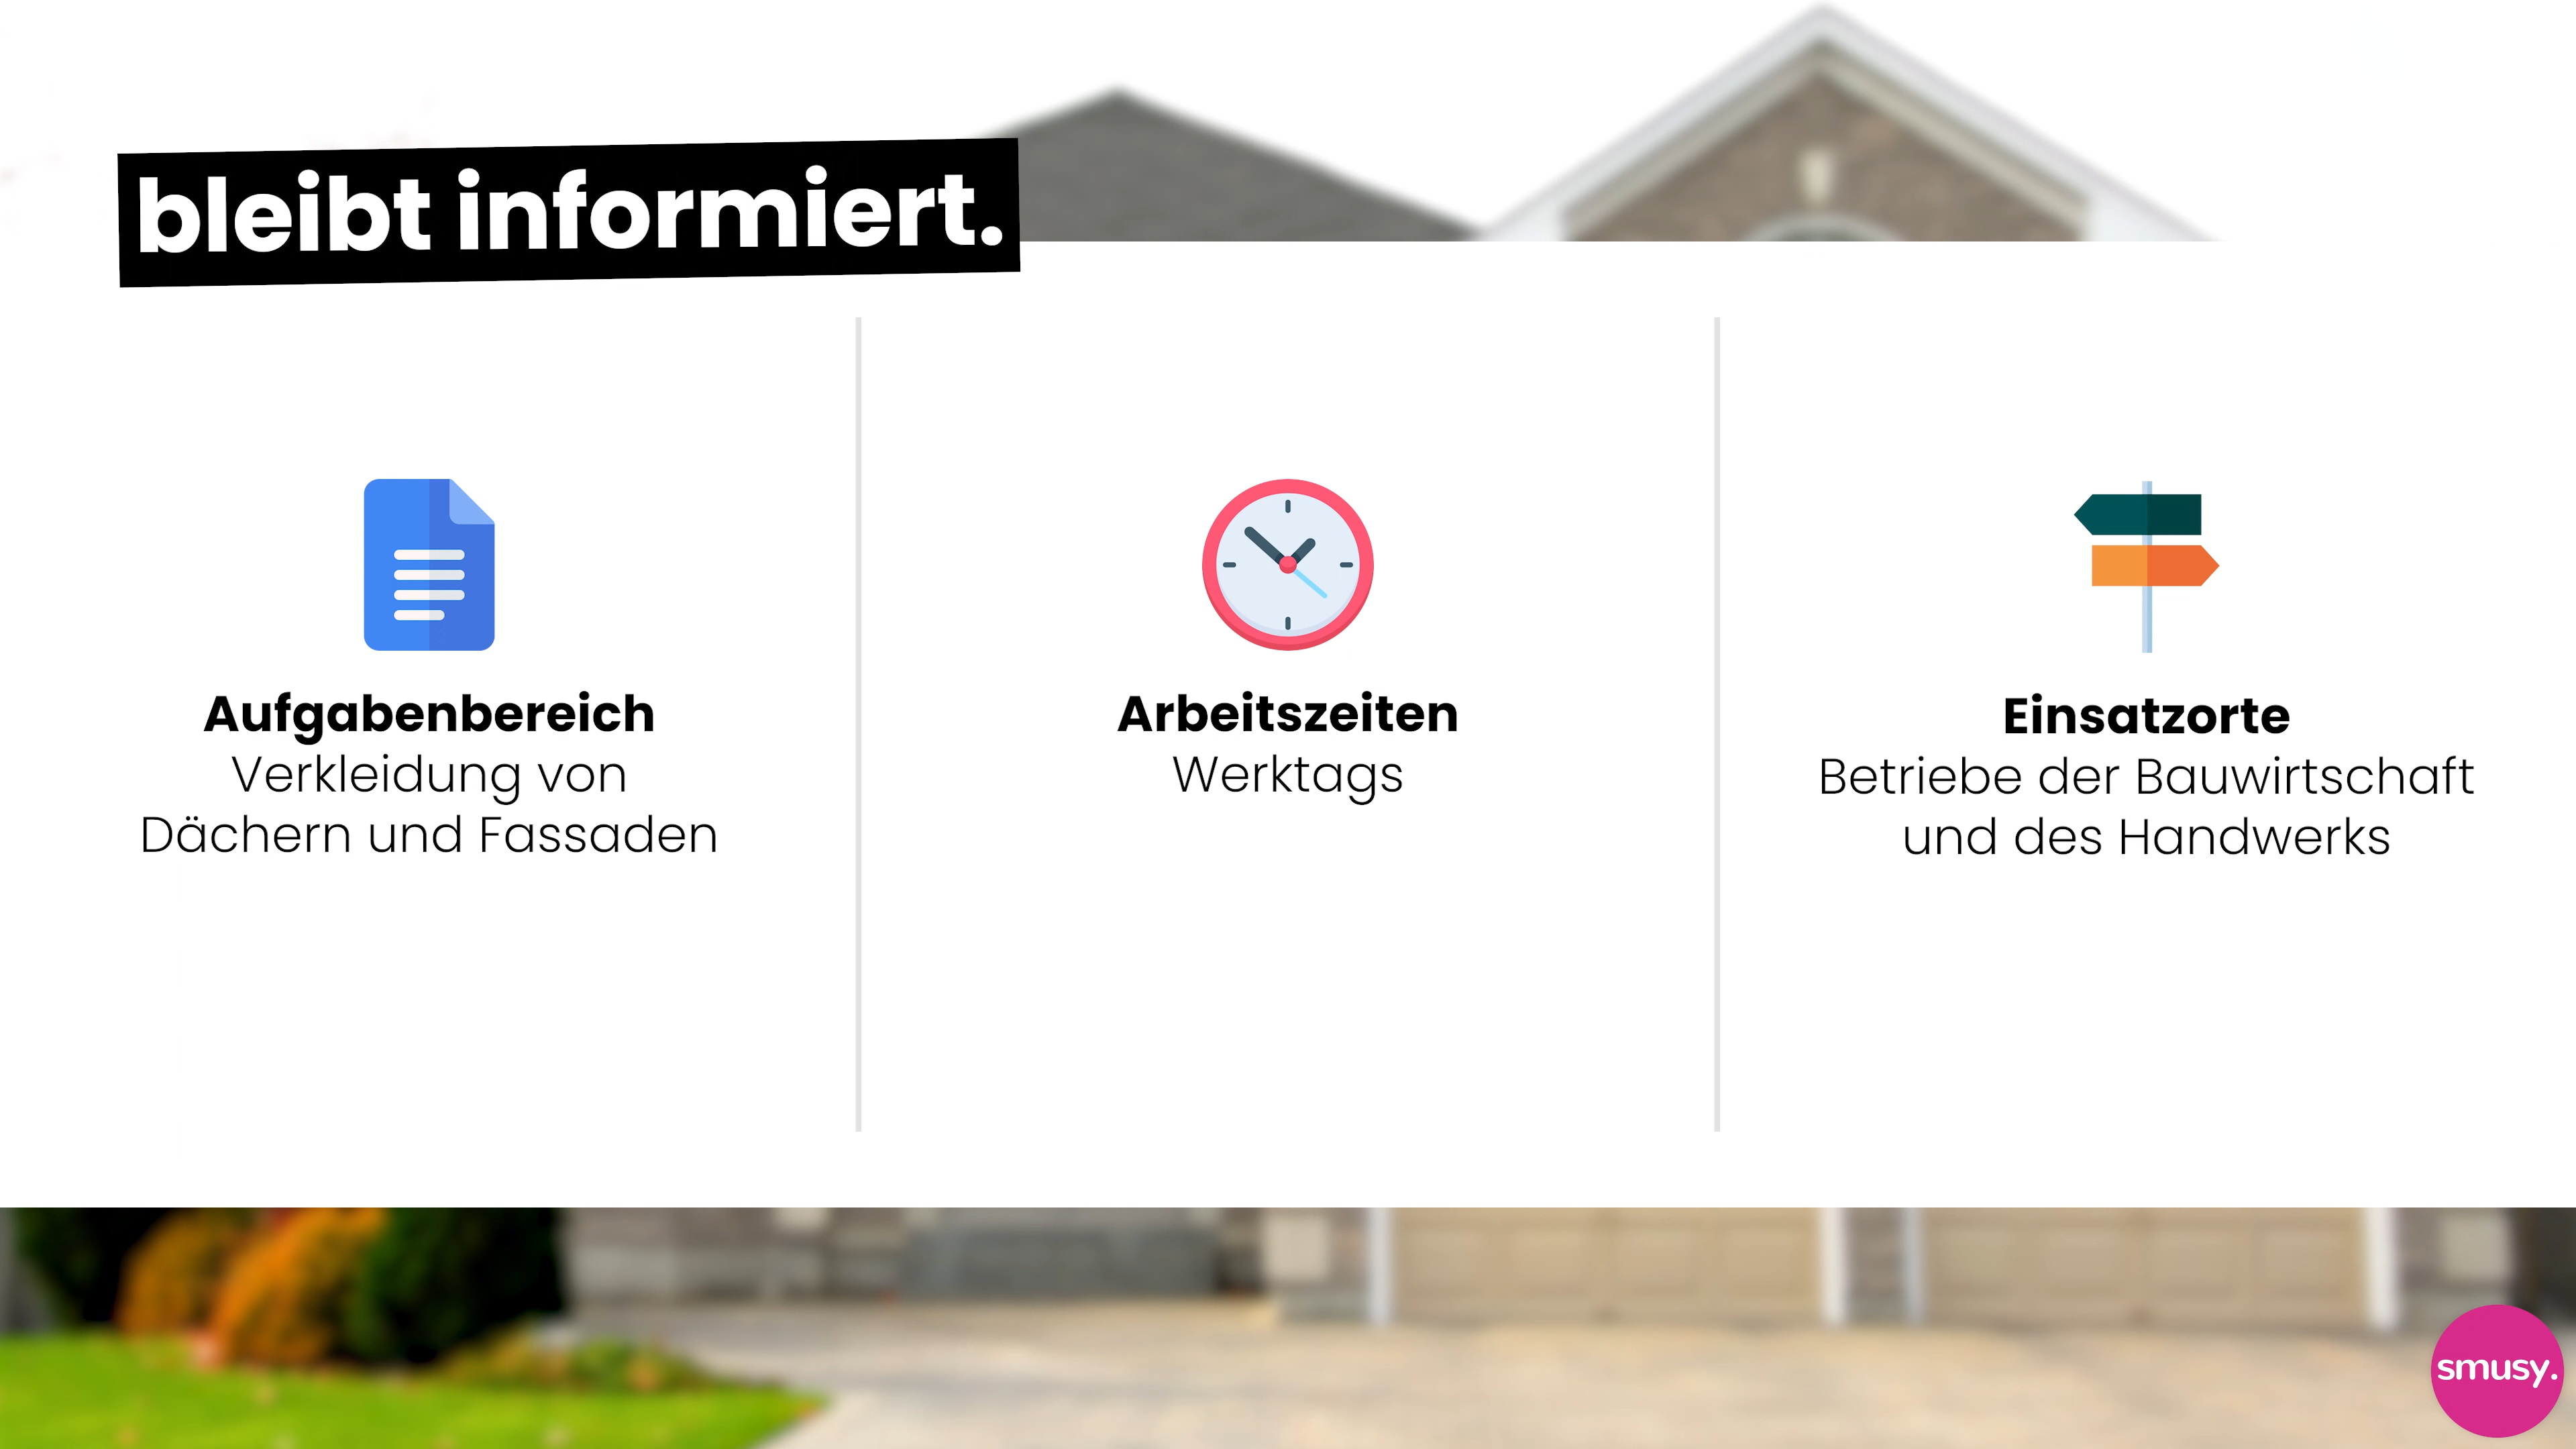 bleibt informiert.
Aufgabenbereich
Verkleidung von
Dächern und Fassaden
Arbeitszeiten
Werktags
Einsatzorte
Betriebe der Bauwirtschaft
und des Handwerks
smusy.